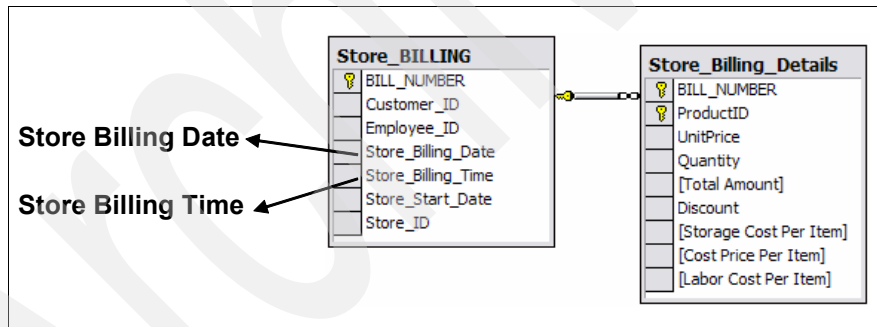 Store_BILLING
BILL_NUMBER
Customer_ID
Employee_ID
Store_Billing_Date
Store_Billing_Time
Store_Start_Date
Store_ID
Store Billing Date
Store Billing Time
Store_Billing_Details
BILL_NUMBER
ProductID
UnitPrice
Quantity
[Total Amount]
Discount
[Storage Cost Per Item]
[Cost Price Per Item]
[Labor Cost Per Item]